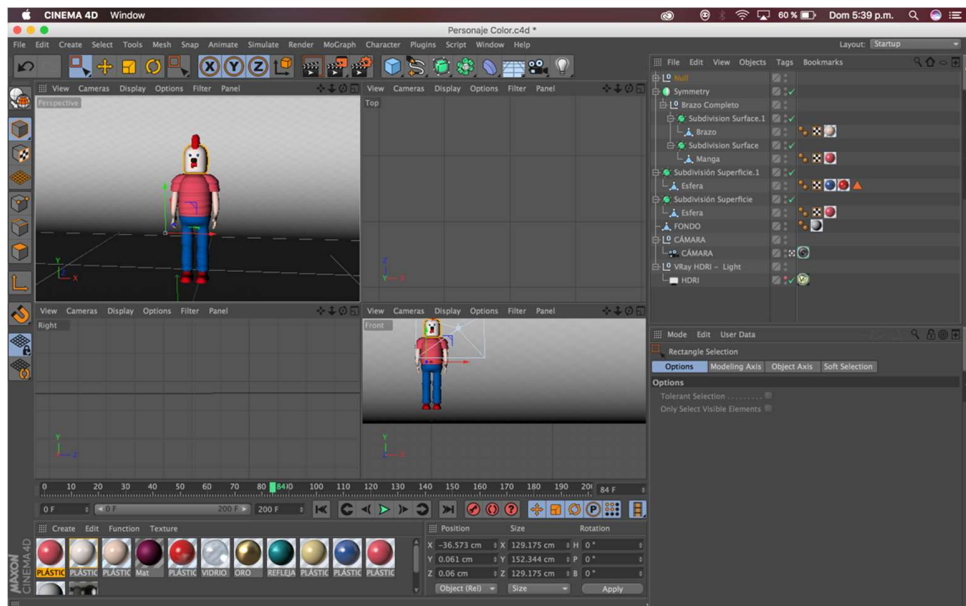 CINEMA 4D Window 60 % Dom 5:39 p.m.
Personaje Color.c4d *
File Edit Create Select Tools Mesh Snap Animate Simulate Render MoGraph Character Plugins Script Window Help Layout: Startup
X Y Z
File Edit View Objects Tags Bookmarks
View Cameras Display Options Filter Panel
View Cameras Display Options Filter Panel
Perspective
Top
Null
Symmetry
Brazo Completo
Subdivision Surface.1
Brazo
Subdivision Surface
Manga
Subdivisión Superficie.1
Esfera
Subdivisión Superficie
Esfera
FONDO
CÁMARA
CÁMARA
VRay HDRI - Light
HDRI
Y X
Z
Y X
View Cameras Display Options Filter Panel
View Cameras Display Options Filter Panel
Right
Front
Y
Z
Y
X
Mode Edit User Data
Rectangle Selection
Options Modeling Axis Object Axis Soft Selection
Options
Tolerant Selection . . . . . . . .
Only Select Visible Elements
0 10 20 30 40 50 60 70 80 84 100 110 120 130 140 150 160 170 180 190 84 F
0 F 0 F 200 F 200 F
Create Edit Function Texture
PLÁSTIC PLÁSTIC PLÁSTIC Mat PLÁSTIC VIDRIO ORO REFLEJA PLÁSTIC PLÁSTIC PLÁSTIC
Position Size Rotation
X -36.573 cm X 129.175 cm H 0 °
Y 0.061 cm Y 152.344 cm P 0 °
Z 0.06 cm Z 129.175 cm B 0 °
Object (Rel) Size Apply
MAXON
CINEMA 4D